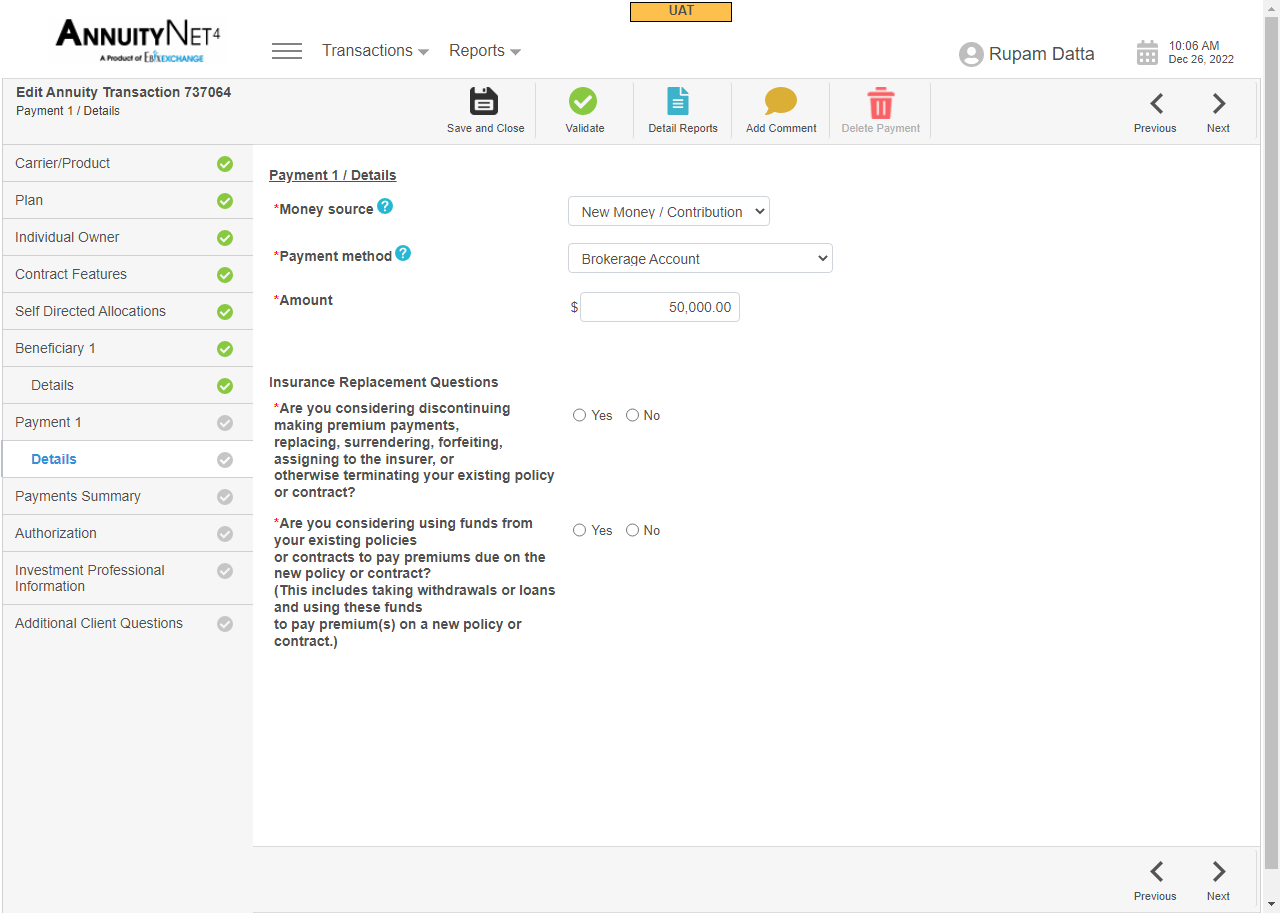 UAT
ANNUITYNET4
A Product of EBIXEXCHANGE
Transactions
Reports
Rupam Datta
10:06 AM
Dec 26, 2022
Edit Annuity Transaction 737064
Payment 1 / Details
Save and Close
Validate
Detail Reports
Add Comment
Delete Payment
Previous
Next
Carrier/Product
Plan
Individual Owner
Contract Features
Self Directed Allocations
Beneficiary 1
Details
Payment 1
Details
Payments Summary
Authorization
Investment Professional
Information
Additional Client Questions
Payment 1 / Details
*Money source ?
New Money / Contribution
*Payment method ?
Brokerage Account
*Amount
$ 50,000.00
Insurance Replacement Questions
*Are you considering discontinuing
making premium payments,
replacing, surrendering, forfeiting,
assigning to the insurer, or
otherwise terminating your existing policy
or contract?
Yes No
*Are you considering using funds from
your existing policies
or contracts to pay premiums due on the
new policy or contract?
(This includes taking withdrawals or loans
and using these funds
to pay premium(s) on a new policy or
contract.)
Yes No
Previous
Next